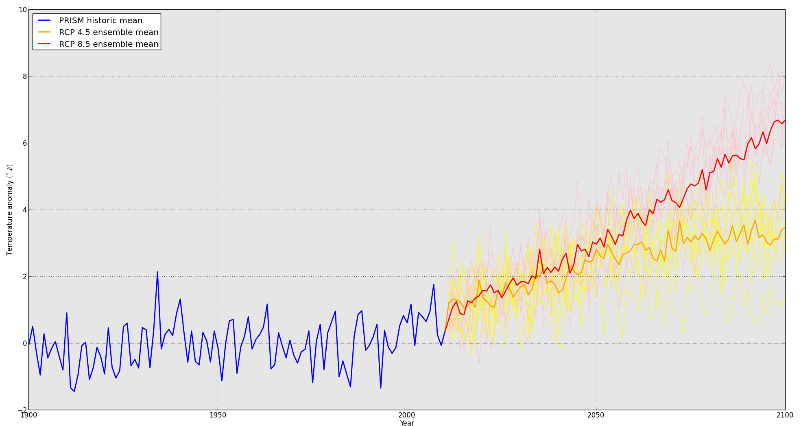 PRISM historic mean
RCP 4.5 ensemble mean
RCP 8.5 ensemble mean
10
8
6
4
2
0
−2
Temperature anomaly
1900
1950
2000
2050
2100
Year